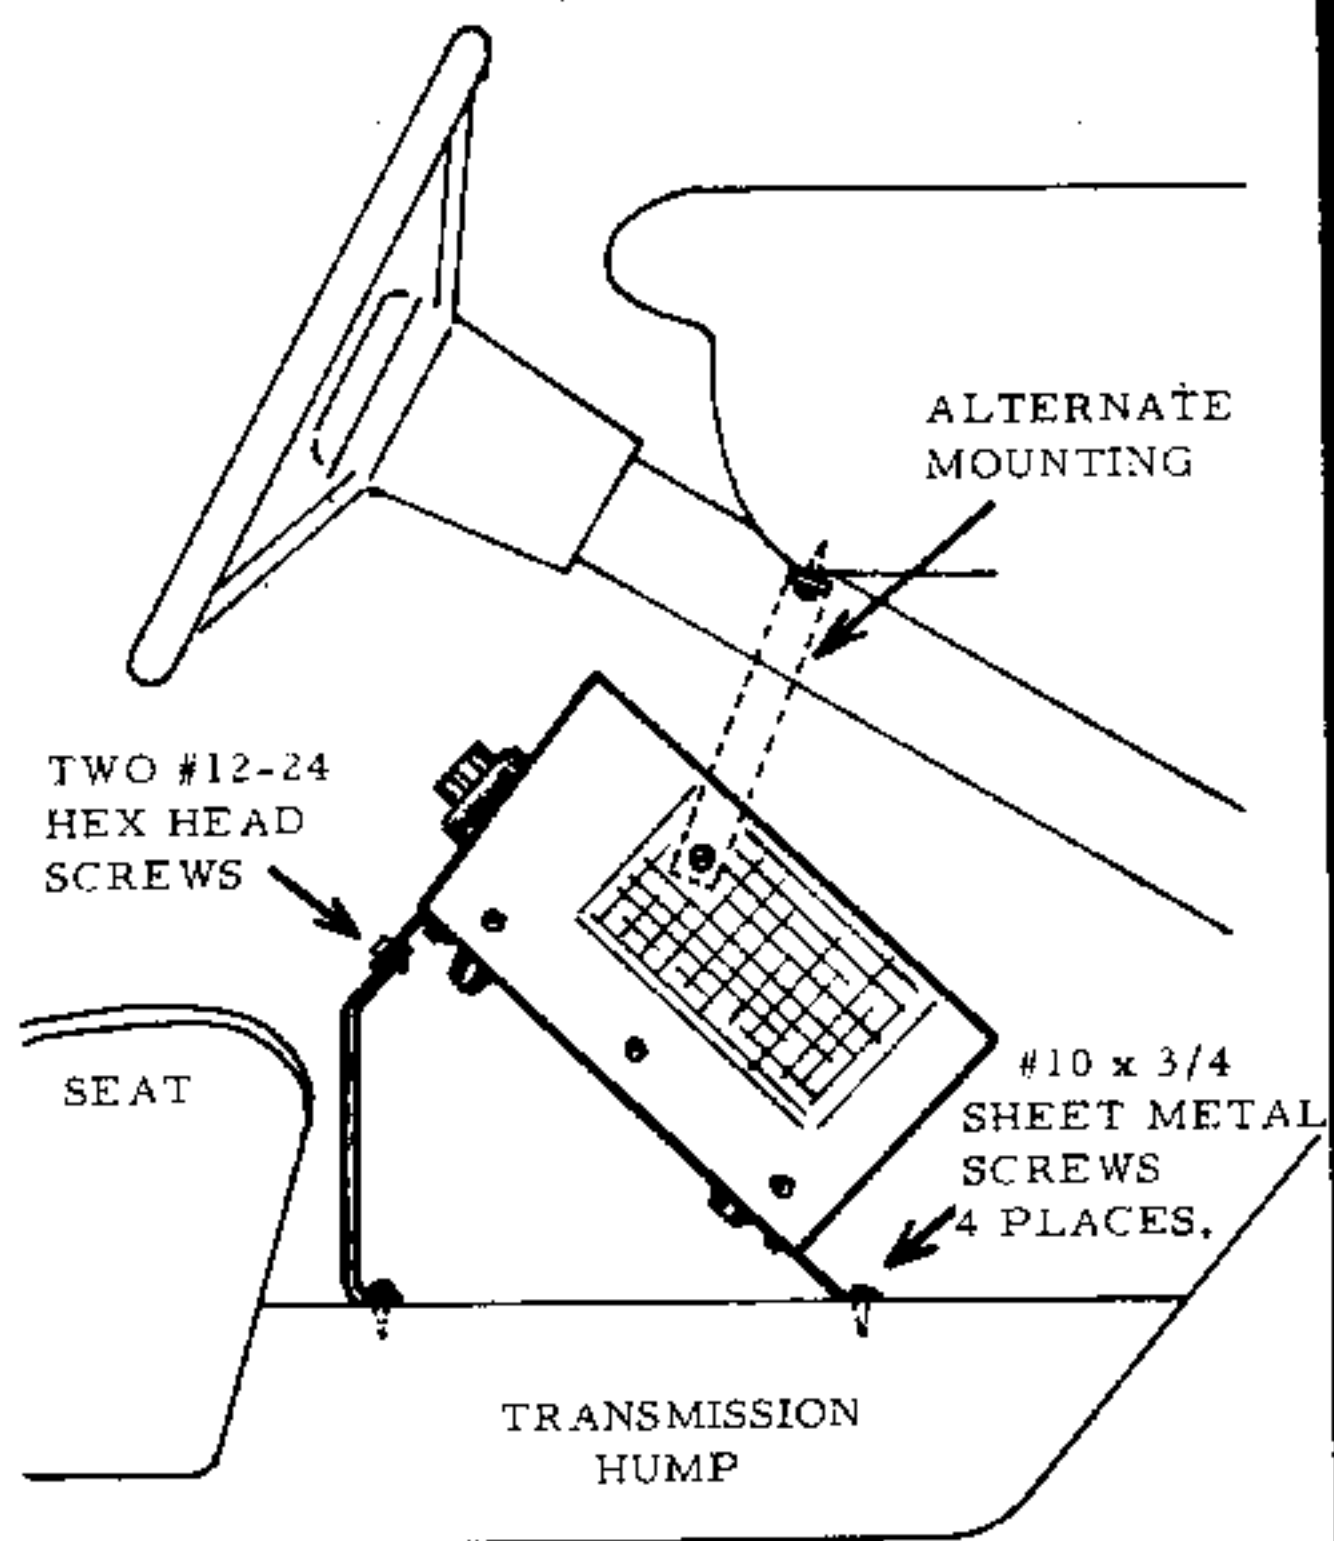 ALTERNATE
MOUNTING
TWO #12-24
HEX HEAD
SCREWS
SEAT
#10 x 3/4
SHEET METAL
SCREWS
4 PLACES.
TRANSMISSION
HUMP